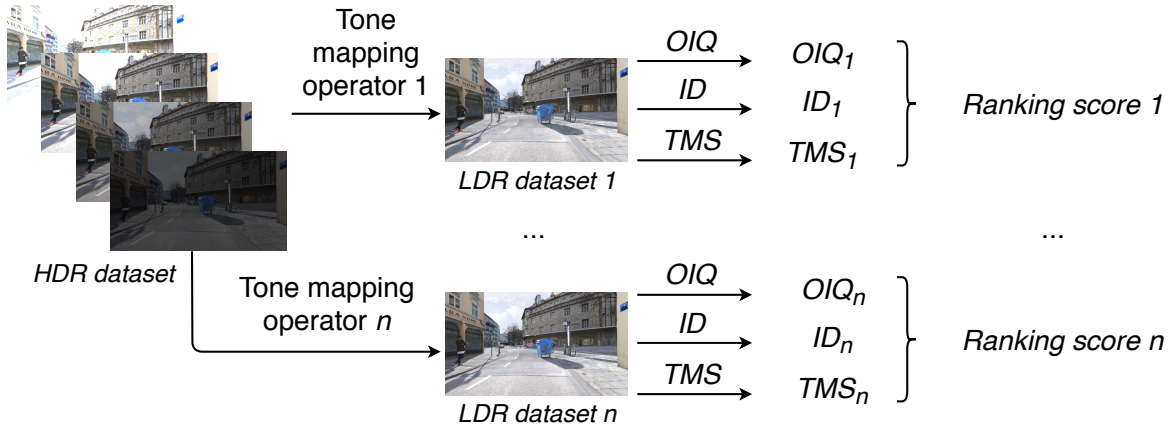 Tone
mapping
operator 1
OIQ
ID
TMS
OIQ1
ID1
TMS1
Ranking score 1
LDR dataset 1
...
...
HDR dataset
Tone mapping
operator n
OIQ
ID
TMS
OIQn
IDn
TMSn
Ranking score n
LDR dataset n